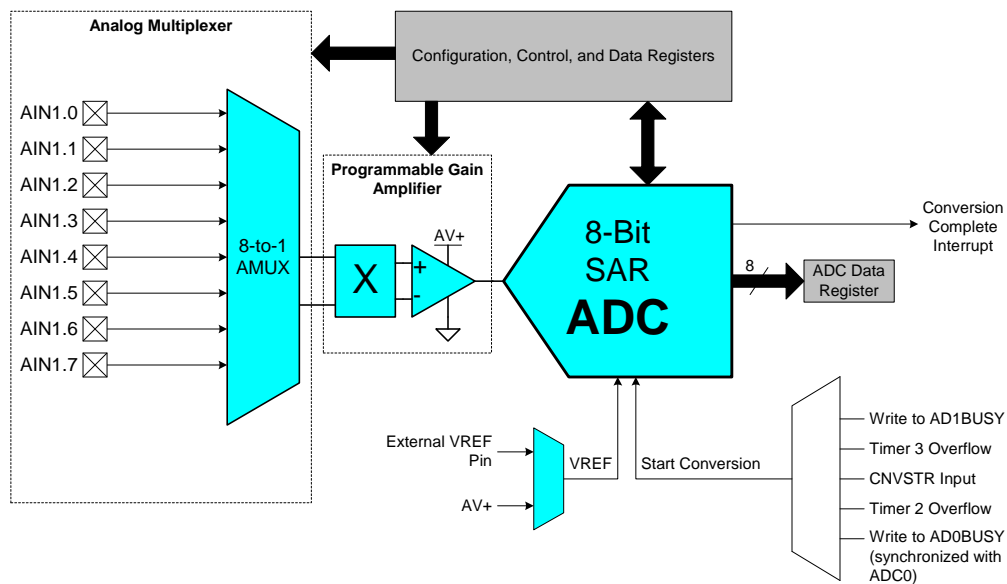 Analog Multiplexer
Configuration, Control, and Data Registers
AIN1.0
AIN1.1
AIN1.2
AIN1.3
AIN1.4
AIN1.5
AIN1.6
AIN1.7
8-to-1
AMUX
Programmable Gain
Amplifier
X
+
-
AV+
8-Bit
SAR
ADC
Conversion
Complete
Interrupt
8
ADC Data
Register
External VREF
Pin
AV+
VREF
Start Conversion
Write to AD1BUSY
Timer 3 Overflow
CNVSTR Input
Timer 2 Overflow
Write to AD0BUSY
(synchronized with
ADC0)